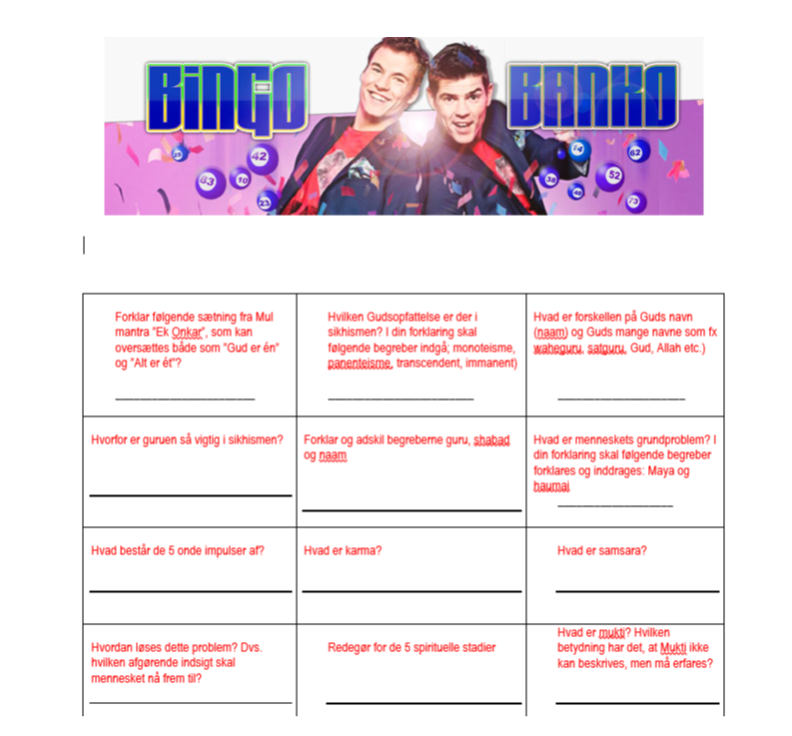 BINGO BANKO
25
42
63
10
23
14
62
38
52
48
73
Forklar følgende sætning fra Mul
mantra "Ek Onkar", som kan
oversættes både som "Gud er én"
og "Alt er ét"?
Hvilken Gudsopfattelse er der i
sikhismen? I din forklaring skal
følgende begreber indgå; monoteisme,
panenteisme, transcendent, immanent)
Hvad er forskellen på Guds navn
(naam) og Guds mange navne som fx
waheguru, satguru, Gud, Allah etc.)
Hvorfor er guruen så vigtig i sikhismen?
Forklar og adskil begreberne guru, shabad
og naam
Hvad er menneskets grundproblem? I
din forklaring skal følgende begreber
forklares og inddrages: Maya og
haumai
Hvad består de 5 onde impulser af?
Hvad er karma?
Hvad er samsara?
Hvordan løses dette problem? Dvs.
hvilken afgørende indsigt skal
mennesket nå frem til?
Redegør for de 5 spirituelle stadier
Hvad er mukti? Hvilken
betydning har det, at Mukti ikke
kan beskrives, men må erfares?